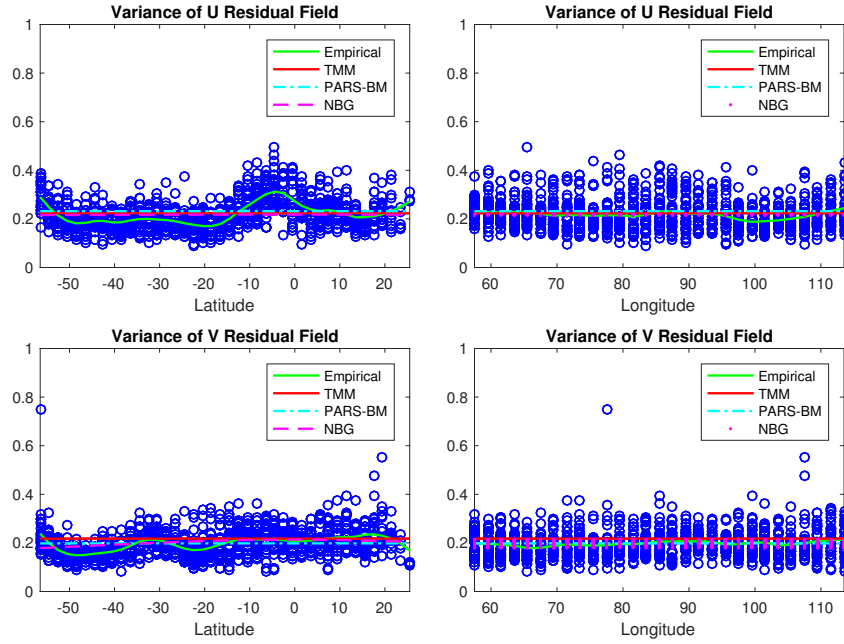 Variance of U Residual Field
1
0.8
0.6
0.4
0.2
0
-50 -40 -30 -20 -10 0 10 20
Latitude
Empirical
TMM
PARS-BM
NBG
Variance of U Residual Field
1
0.8
0.6
0.4
0.2
0
60 70 80 90 100 110
Longitude
Empirical
TMM
PARS-BM
NBG
Variance of V Residual Field
1
0.8
0.6
0.4
0.2
0
-50 -40 -30 -20 -10 0 10 20
Latitude
Empirical
TMM
PARS-BM
NBG
Variance of V Residual Field
1
0.8
0.6
0.4
0.2
0
60 70 80 90 100 110
Longitude
Empirical
TMM
PARS-BM
NBG